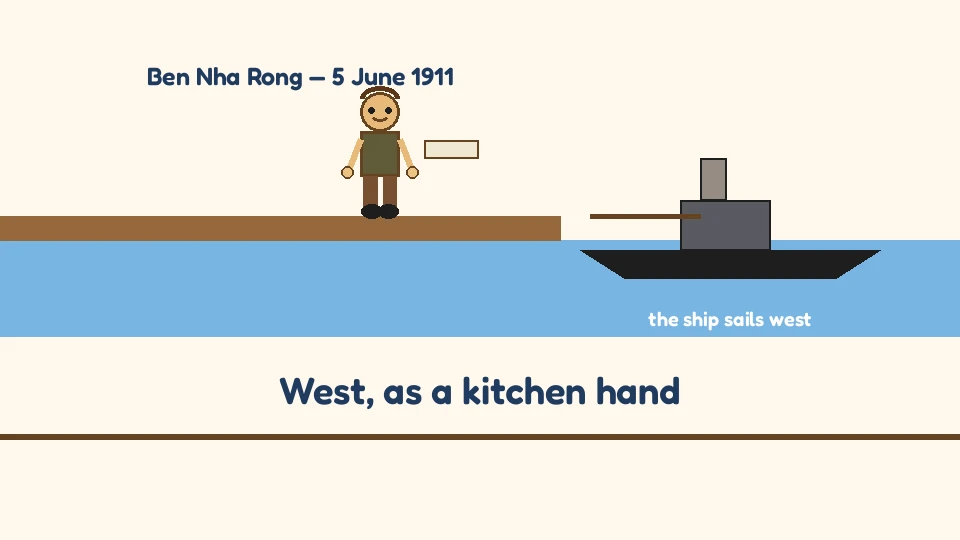 Ben Nha Rong — 5 June 1911
the ship sails west
West, as a kitchen hand